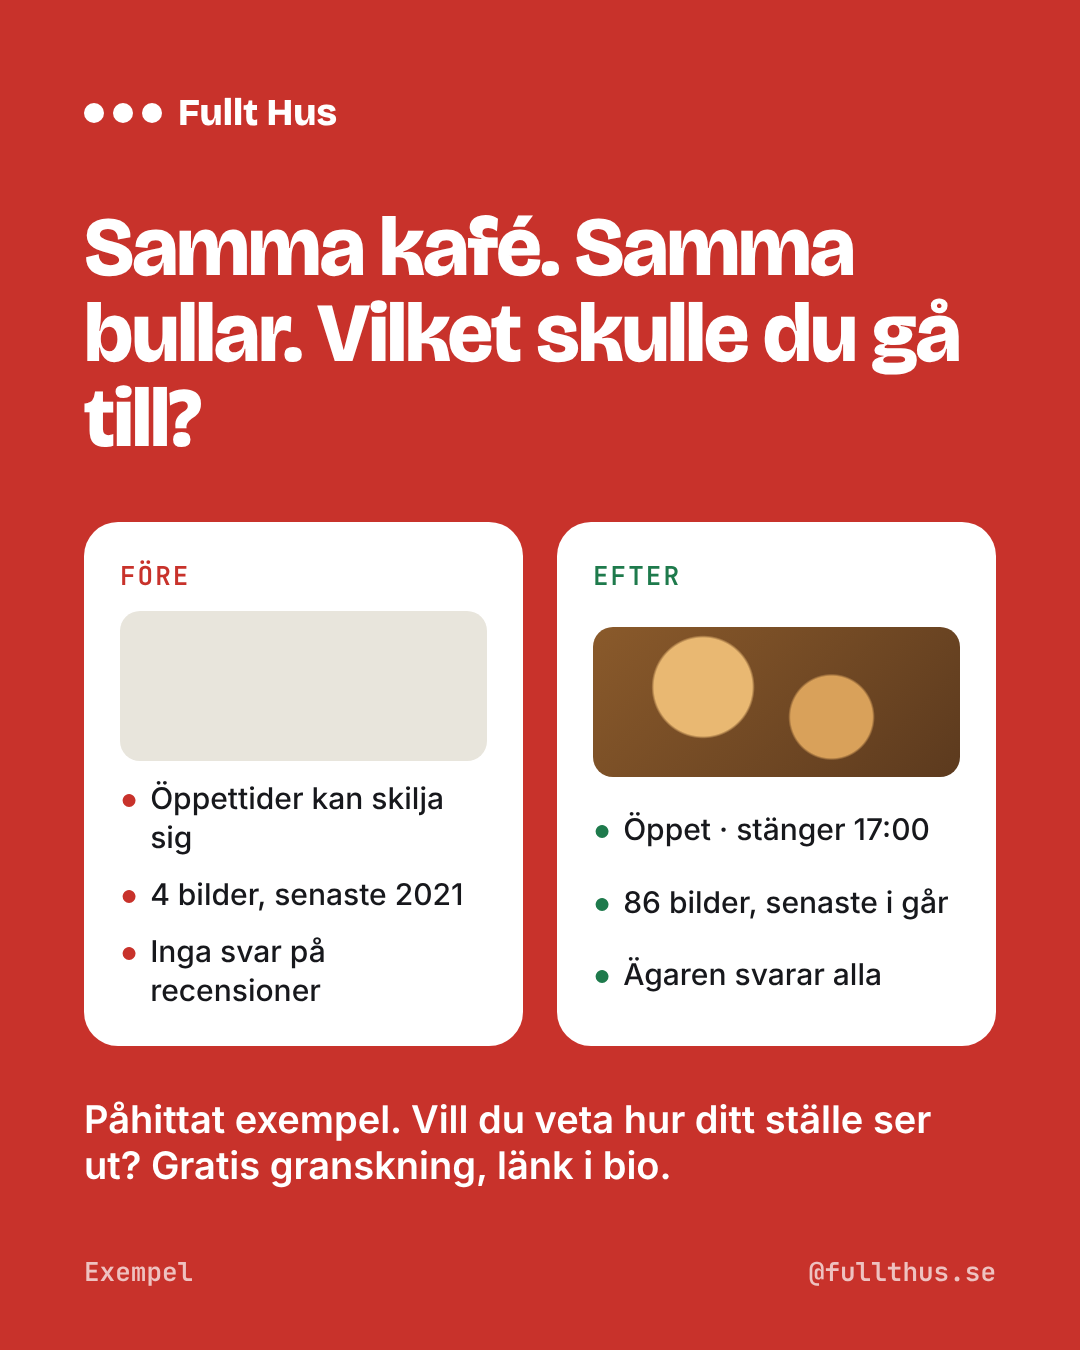 Fullt Hus
Samma kafé. Samma
bullar. Vilket skulle du gå
till?
FÖRE
Öppettider kan skilja
sig
4 bilder, senaste 2021
Inga svar på
recensioner
EFTER
Öppet · stänger 17:00
86 bilder, senaste i går
Ägaren svarar alla
Påhittat exempel. Vill du veta hur ditt ställe ser
ut? Gratis granskning, länk i bio.
Exempel
@fullthus.se